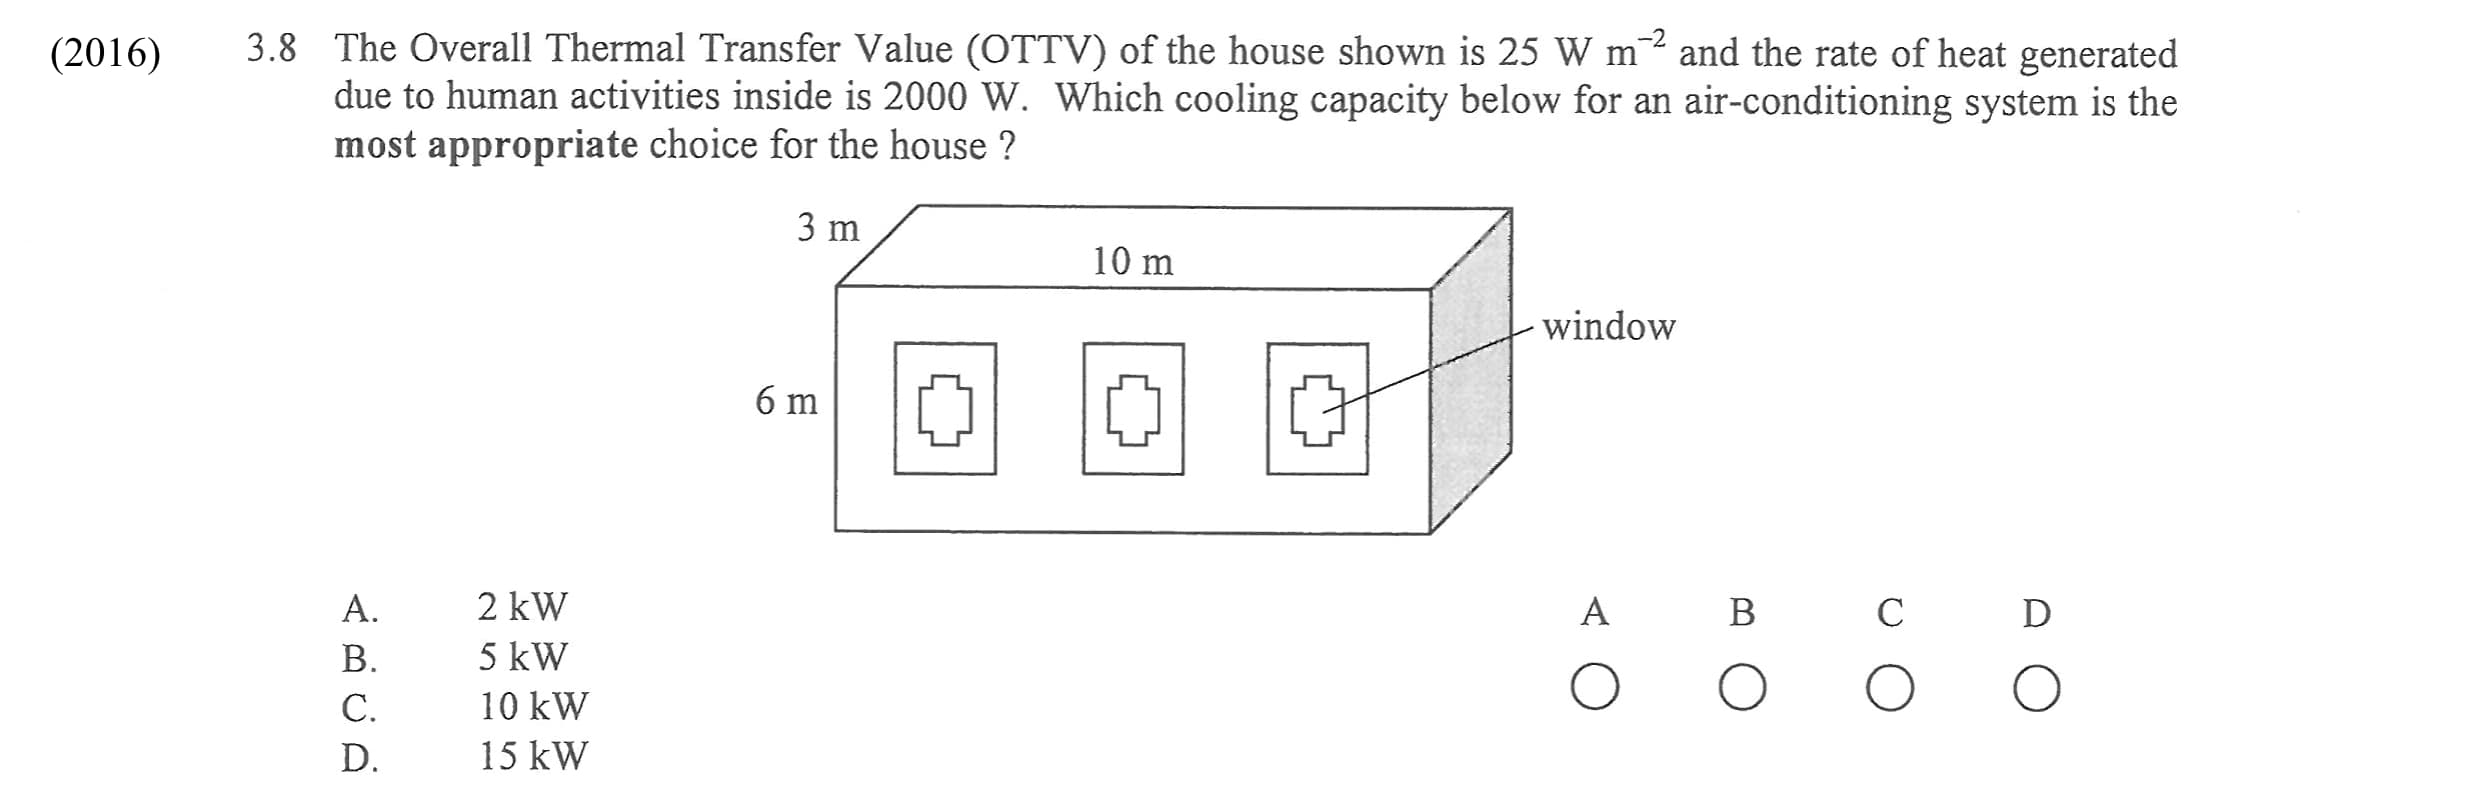 (2016) 3.8 The Overall Thermal Transfer Value (OTTV) of the house shown is 25 W m⁻² and the rate of heat generated
due to human activities inside is 2000 W. Which cooling capacity below for an air-conditioning system is the
most appropriate choice for the house ?
3 m
10 m
window
6 m
A. 2 kW
B. 5 kW
C. 10 kW
D. 15 kW
A B C D